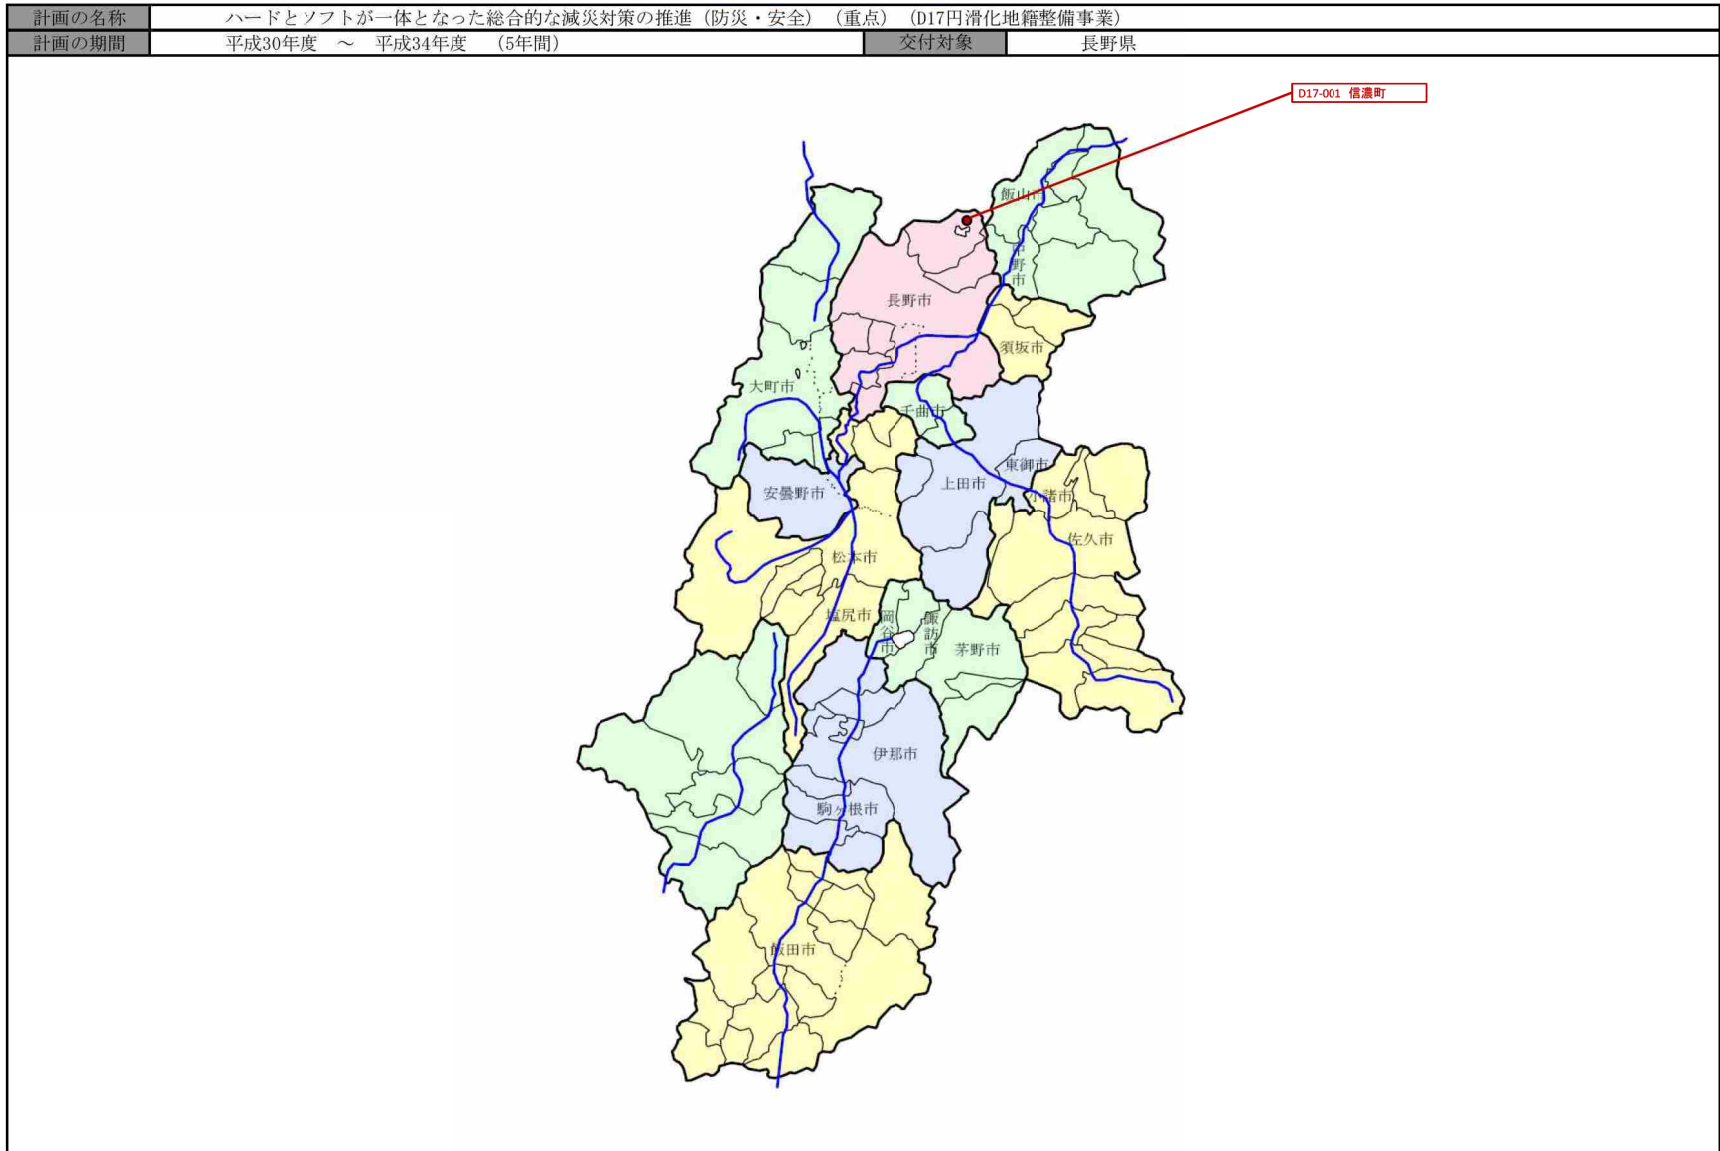 計画の名称 ハードとソフトが一体となった総合的な減災対策の推進（防災・安全）（重点）（D17円滑化地籍整備事業）
計画の期間 平成30年度 ～ 平成34年度 （5年間） 交付対象 長野県
D17-001 信濃町
飯山市
中野市
長野市
須坂市
大町市
千曲市
東御市
上田市
安曇野市
小諸市
佐久市
松本市
塩尻市
岡谷市
諏訪市
茅野市
伊那市
駒ヶ根市
飯田市